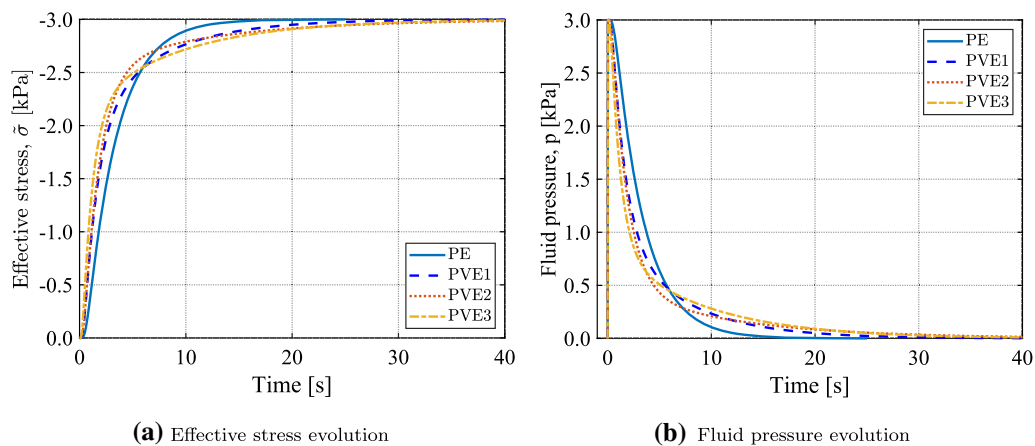 -3.0
-2.5
-2.0
-1.5
-1.0
-0.5
0.0
Effective stress, σ̃ [kPa]
PE
PVE1
PVE2
PVE3
0 10 20 30 40
Time [s]
(a) Effective stress evolution
3.0
2.5
2.0
1.5
1.0
0.5
0.0
Fluid pressure, p [kPa]
PE
PVE1
PVE2
PVE3
0 10 20 30 40
Time [s]
(b) Fluid pressure evolution